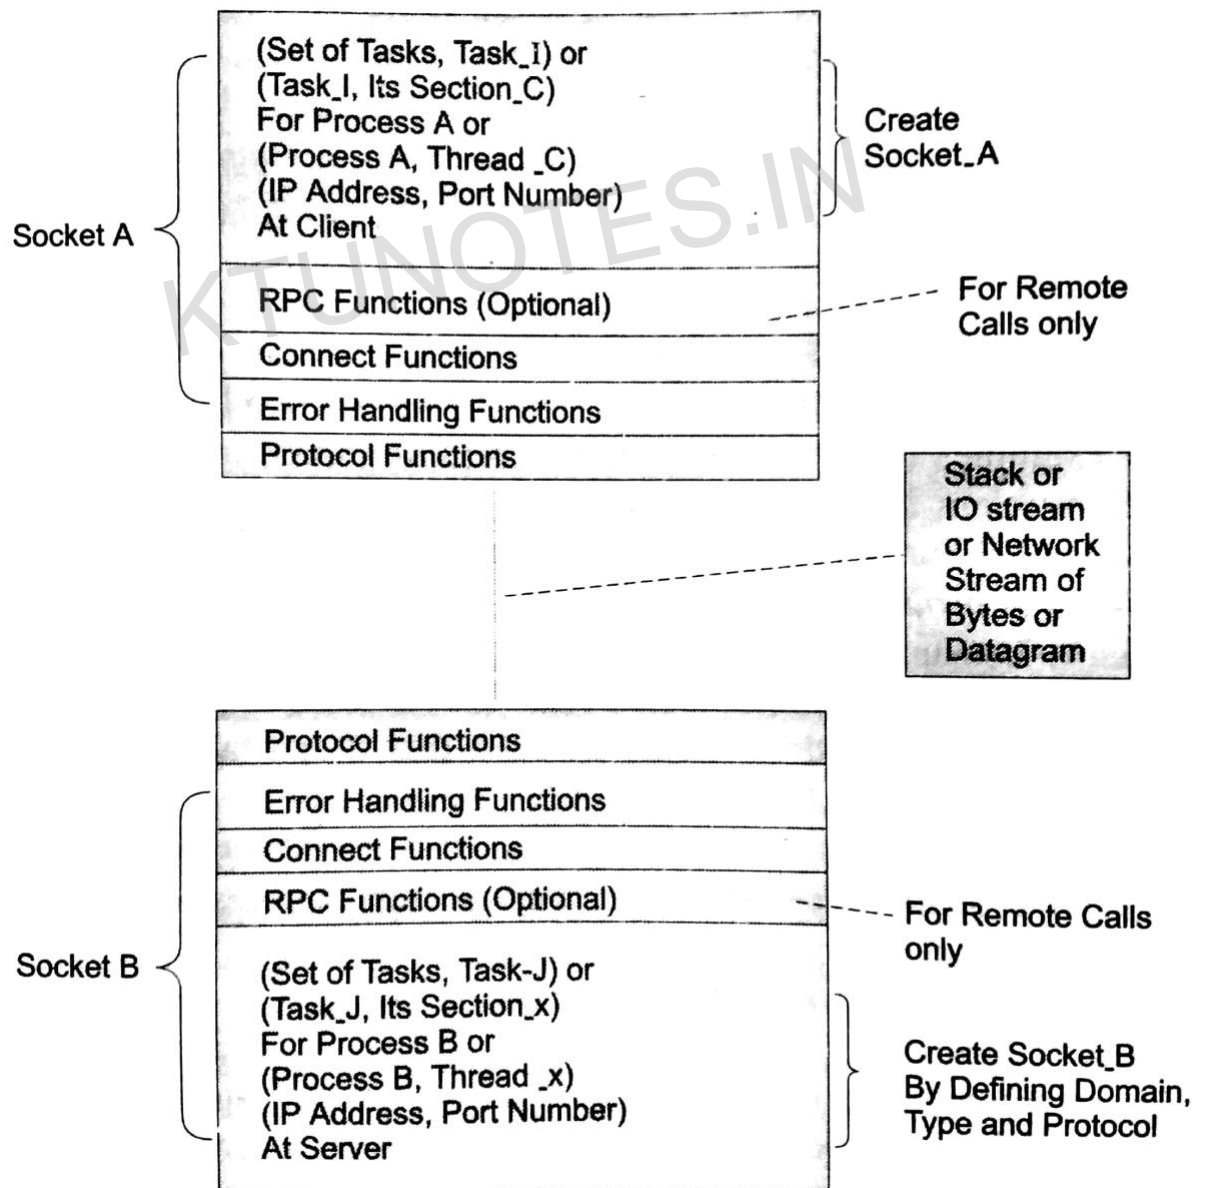 (Set of Tasks, Task_I) or
(Task_I, Its Section_C)
For Process A or
(Process A, Thread _C)
(IP Address, Port Number)
At Client
Create
Socket_A
Socket A
KTUNOTES.IN
RPC Functions (Optional)
For Remote
Calls only
Connect Functions
Error Handling Functions
Protocol Functions
Stack or
IO stream
or Network
Stream of
Bytes or
Datagram
Protocol Functions
Error Handling Functions
Connect Functions
RPC Functions (Optional)
For Remote Calls
only
Socket B
(Set of Tasks, Task-J) or
(Task_J, Its Section_x)
For Process B or
(Process B, Thread _x)
(IP Address, Port Number)
At Server
Create Socket_B
By Defining Domain,
Type and Protocol